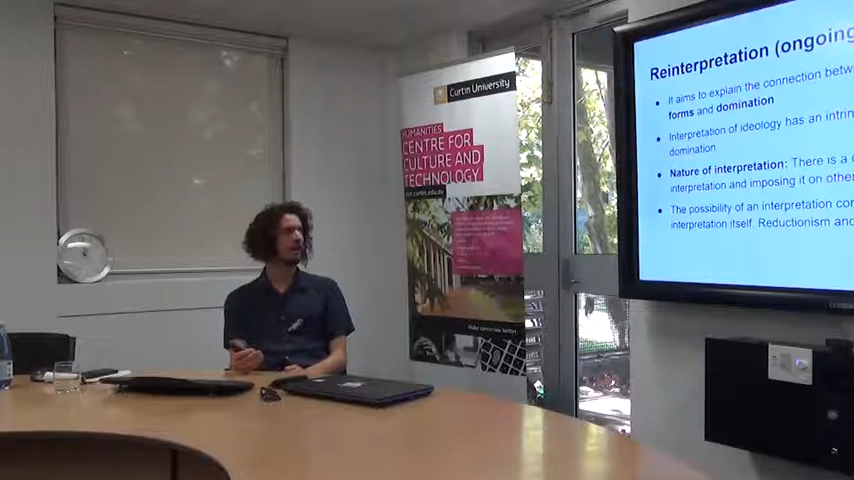 Curtin University
HUMANITIES
CENTRE FOR
CULTURE AND
TECHNOLOGY
Make tomorrow better
Reinterpretation (ongoing
• It aims to explain the connection betw
forms and domination
• Interpretation of ideology has an intrin
domination
• Nature of interpretation: There is a
interpretation and imposing it on other
• The possibility of an interpretation con
interpretation itself. Reductionism and